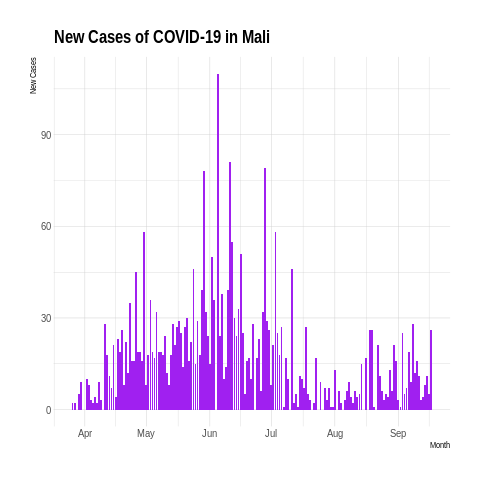 New Cases of COVID-19 in Mali
New Cases
90
60
30
0
Apr May Jun Jul Aug Sep
Month